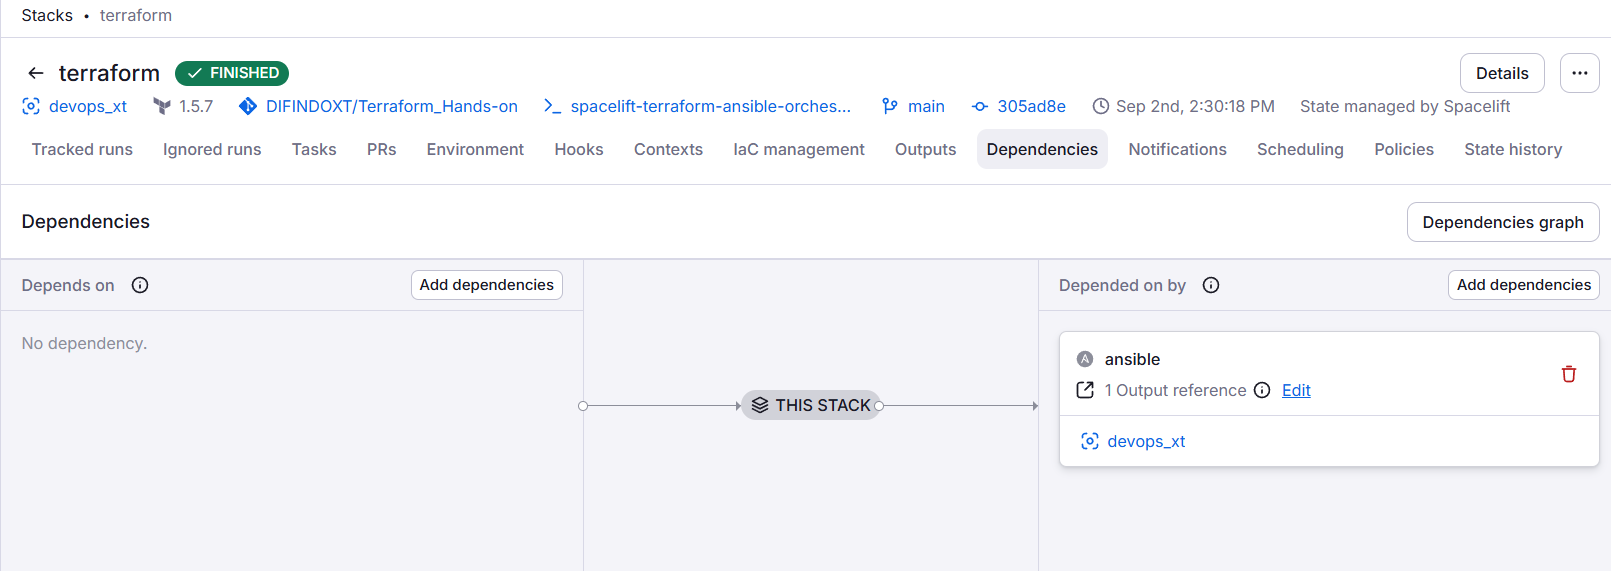 Stacks • terraform
terraform FINISHED Details
devops_xt 1.5.7 DIFINDOXT/Terraform_Hands-on spacelift-terraform-ansible-orches... main 305ad8e Sep 2nd, 2:30:18 PM State managed by Spacelift
Tracked runs Ignored runs Tasks PRs Environment Hooks Contexts IaC management Outputs Dependencies Notifications Scheduling Policies State history
Dependencies Dependencies graph
Depends on Add dependencies Depended on by Add dependencies
No dependency.
ansible
1 Output reference Edit
THIS STACK
devops_xt